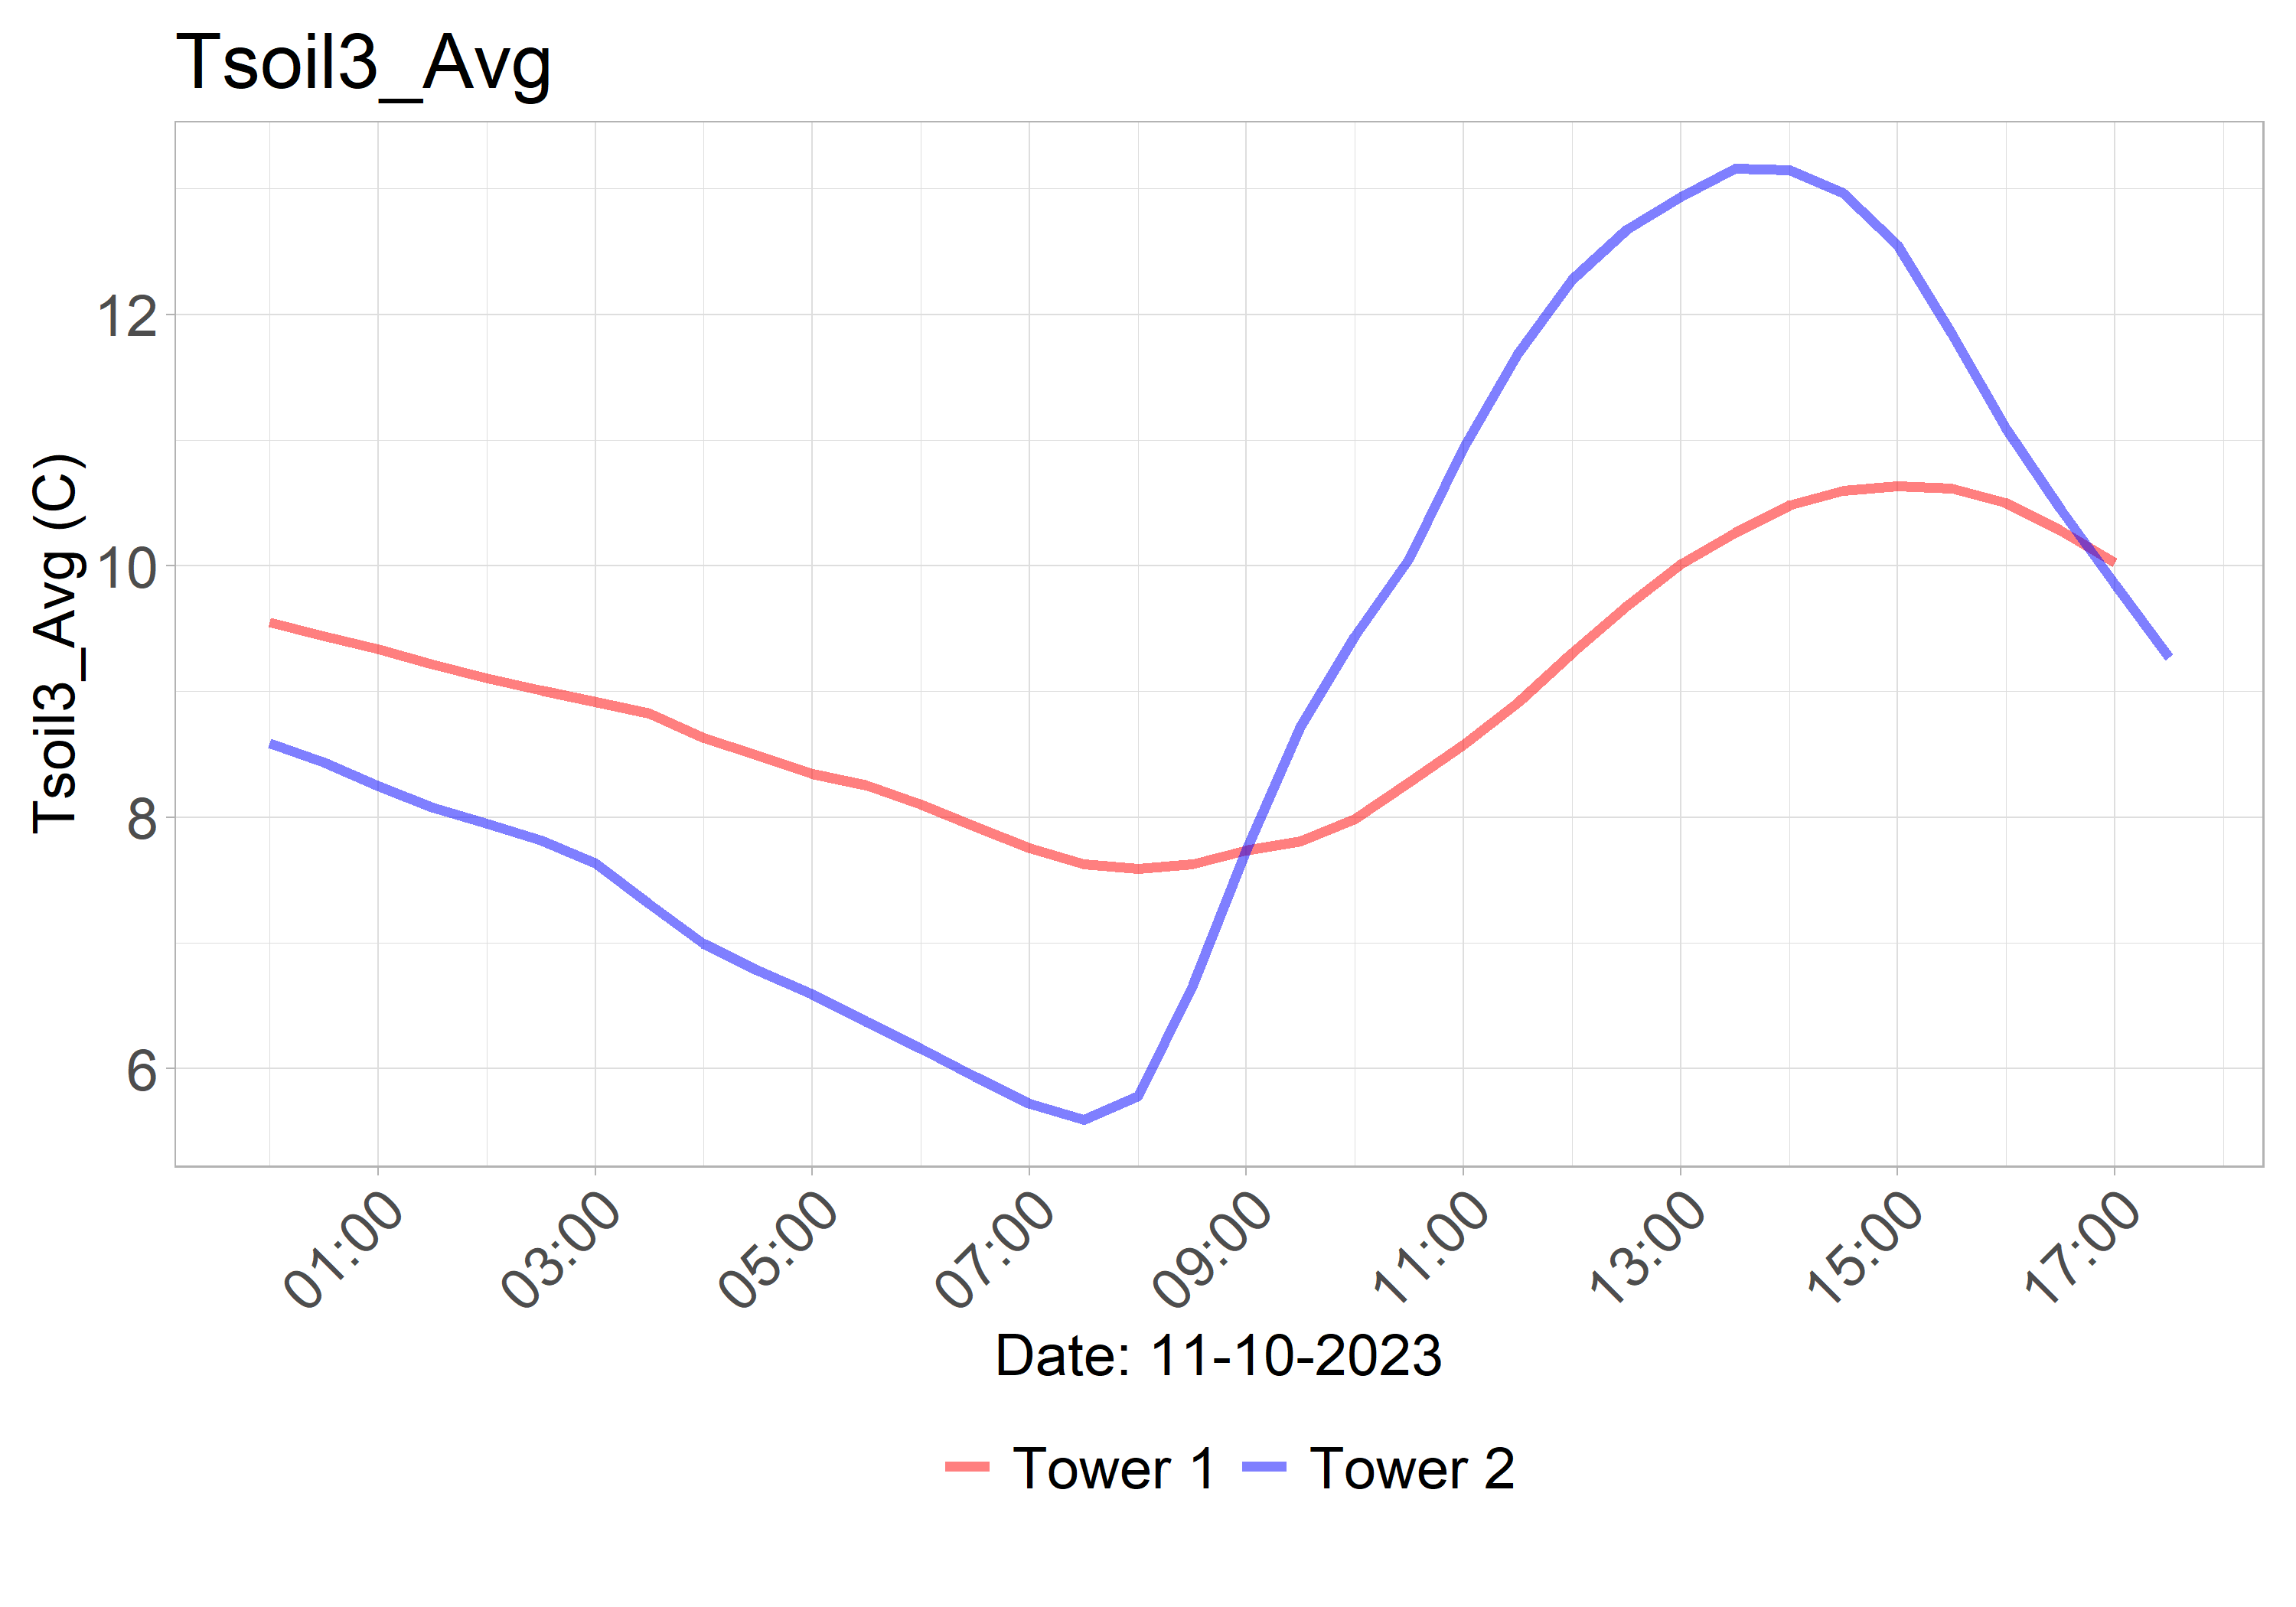 Tsoil3_Avg
Tsoil3_Avg (C)
12
10
8
6
01:00 03:00 05:00 07:00 09:00 11:00 13:00 15:00 17:00
Date: 11-10-2023
Tower 1 Tower 2